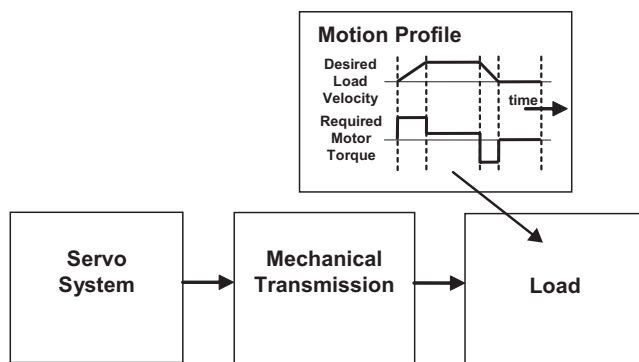 Motion Profile
Desired
Load
Velocity
time
Required
Motor
Torque
Servo
System
Mechanical
Transmission
Load